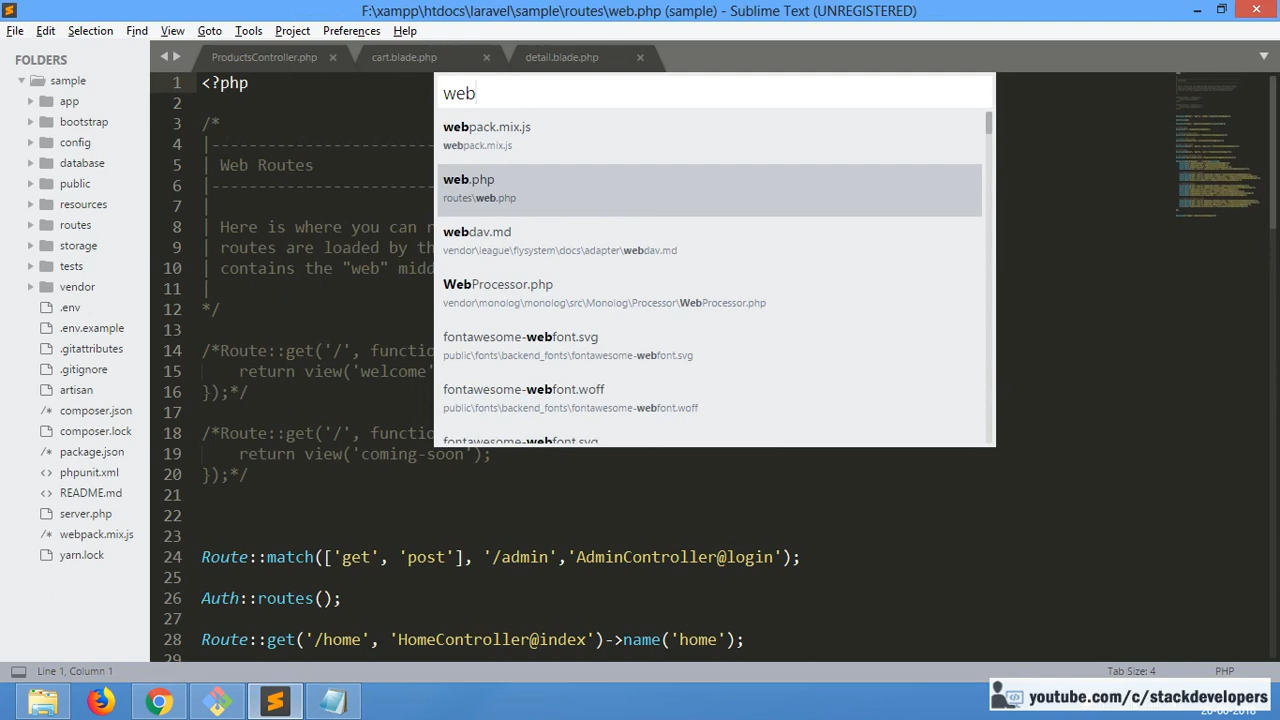 F:\xampp\htdocs\laravel\sample\routes\web.php (sample) - Sublime Text (UNREGISTERED)
File Edit Selection Find View Goto Tools Project Preferences Help
FOLDERS
sample
app
bootstrap
config
database
public
resources
routes
storage
tests
vendor
.env
.env.example
.gitattributes
.gitignore
artisan
/* composer.json
composer.lock
/* package.json
<> phpunit.xml
README.md
server.php
/* webpack.mix.js
yarn.lock
ProductsController.php cart.blade.php detail.blade.php
web
webpack.mix.js
webpack.mix.js
web.php
routes\web.php
webdav.md
vendor\league\flysystem\docs\adapter\webdav.md
WebProcessor.php
vendor\monolog\monolog\src\Monolog\Processor\WebProcessor.php
fontawesome-webfont.svg
public\fonts\backend_fonts\fontawesome-webfont.svg
fontawesome-webfont.woff
public\fonts\backend_fonts\fontawesome-webfont.woff
fontawesome-webfont.svg
1 <?php
2
3 /*
4 |--------------------------
5 | Web Routes
6 |--------------------------
7 |
8 | Here is where you can
9 | routes are loaded by
10 | contains the "web"
11 |
12 */
13
14 /*Route::get('/',
15 return view('welcome'
16 });*/
17
18 /*Route::get('/',
19 return view('coming-soon');
20 });*/
21
22
23
24 Route::match(['get', 'post'], '/admin','AdminController@login');
25
26 Auth::routes();
27
28 Route::get('/home', 'HomeController@index')->name('home');
29
Line 1, Column 1 Tab Size: 4 PHP
youtube.com/c/stackdevelopers